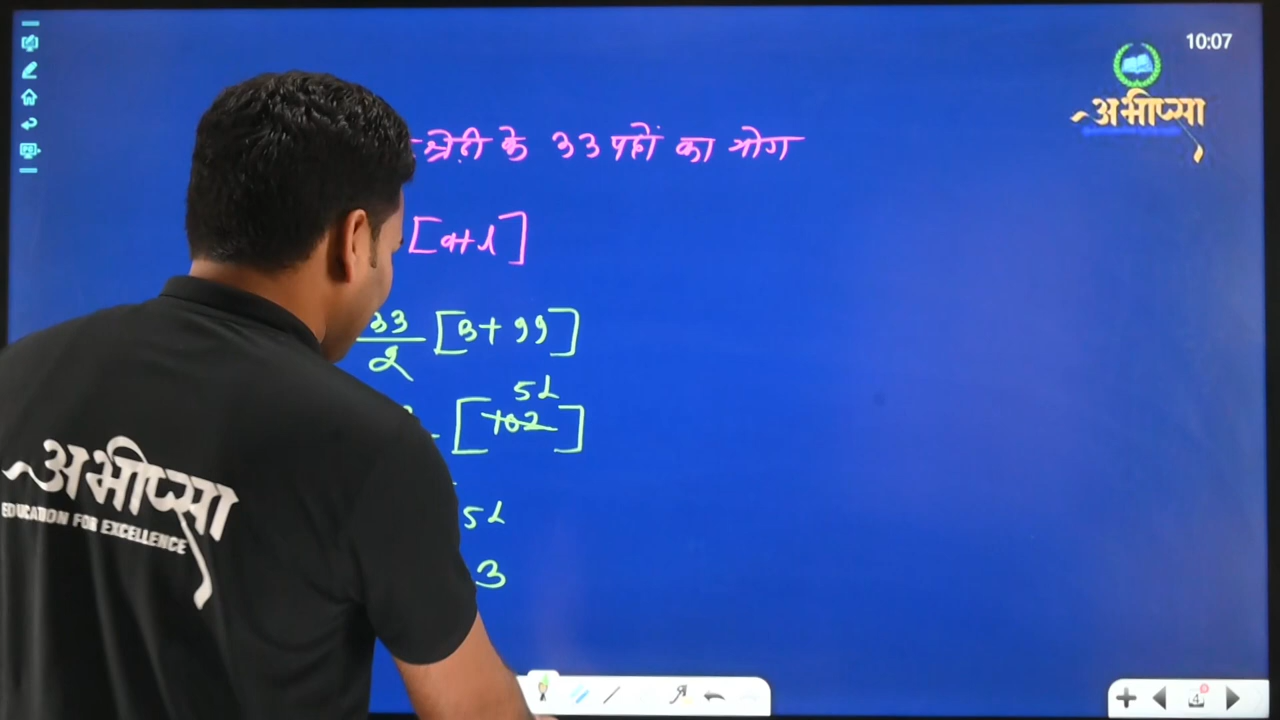 10:07
अभीप्सा
श्रेणी के 33 पदों का योग
[a+l]
33/2 [3+99]
51
[102]
51
3
अभीप्सा
EDUCATION FOR EXCELLENCE